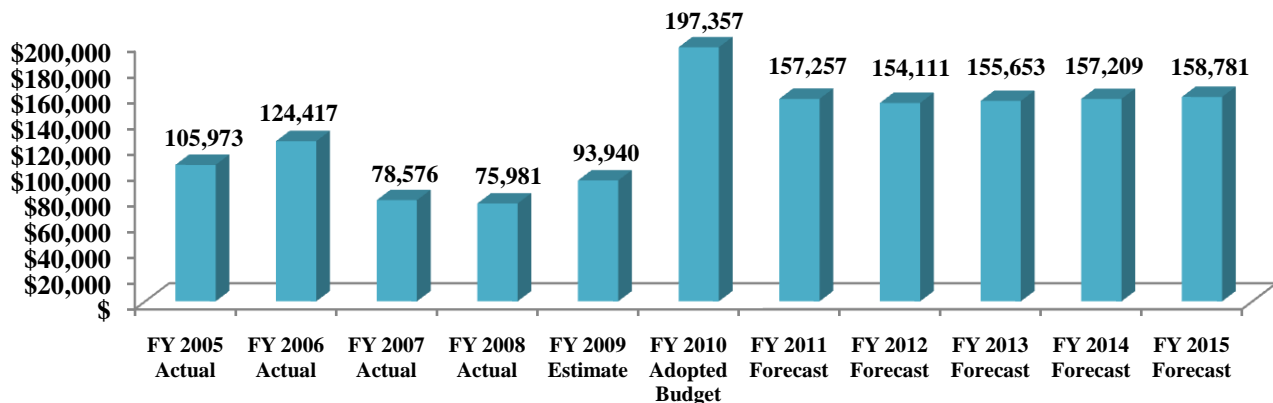 197,357
$200,000
$180,000
$160,000
$140,000
$120,000
$100,000
$80,000
$60,000
$40,000
$20,000
$
105,973
124,417
78,576
75,981
93,940
157,257
154,111
155,653
157,209
158,781
FY 2005 Actual
FY 2006 Actual
FY 2007 Actual
FY 2008 Actual
FY 2009 Estimate
FY 2010 Adopted Budget
FY 2011 Forecast
FY 2012 Forecast
FY 2013 Forecast
FY 2014 Forecast
FY 2015 Forecast